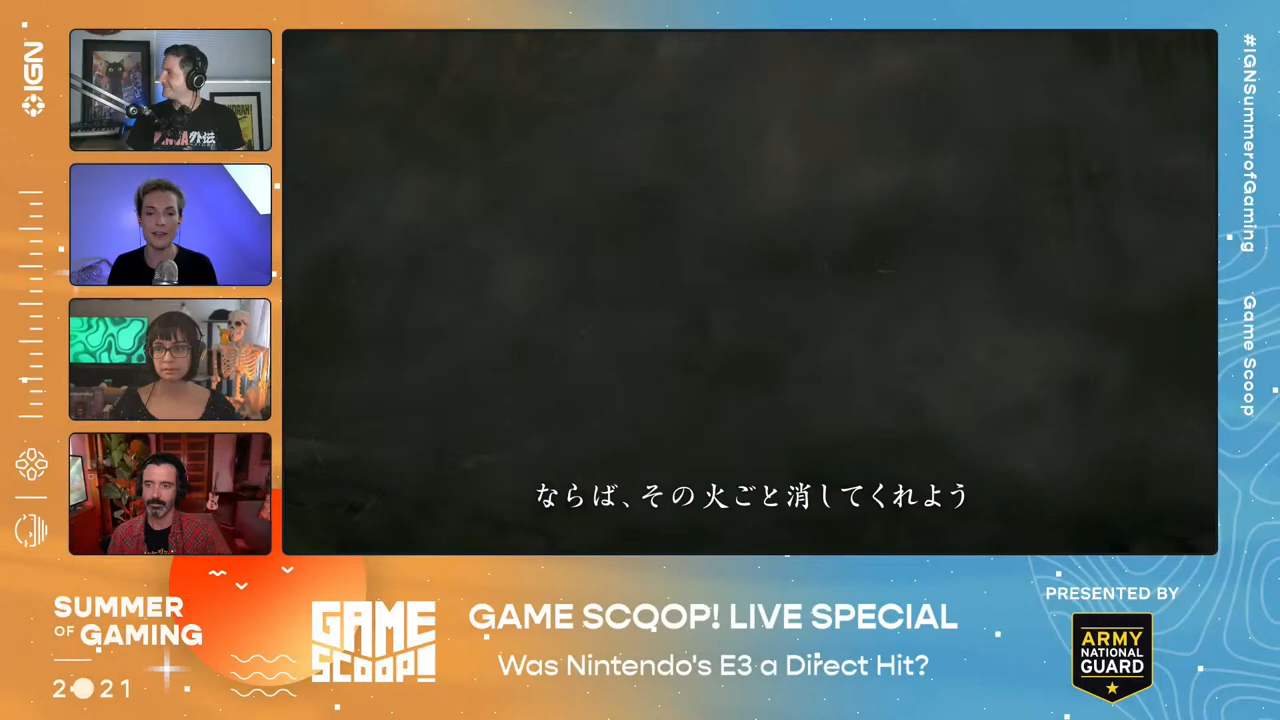 IGN
外伝
ならば、その火ごと消してくれよう
#IGNSummerofGaming
Game Scoop
SUMMER
OF GAMING
2021
GAME
SCOOP!
GAME SCOOP! LIVE SPECIAL
Was Nintendo's E3 a Direct Hit?
PRESENTED BY
ARMY
NATIONAL
GUARD